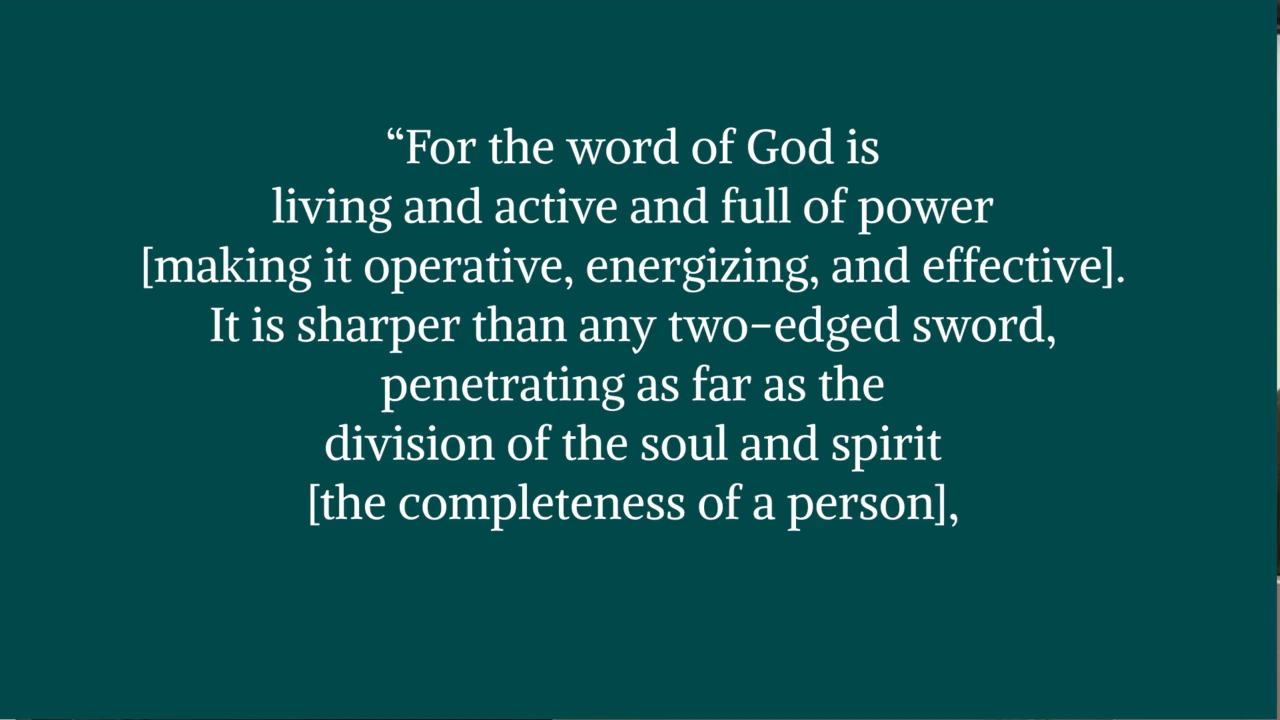 “For the word of God is
living and active and full of power
[making it operative, energizing, and effective].
It is sharper than any two-edged sword,
penetrating as far as the
division of the soul and spirit
[the completeness of a person],